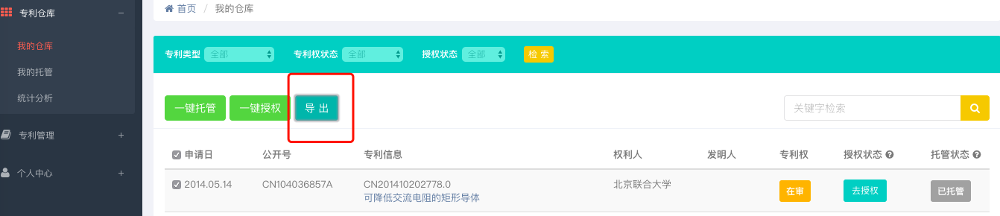 专利仓库
我的仓库
我的托管
统计分析
专利管理
个人中心
首页 / 我的仓库
专利类型 全部 专利权状态 全部 授权状态 全部 检 索
一键托管 一键授权 导 出 关键字检索
申请日 公开号 专利信息 权利人 发明人 专利权 授权状态 托管状态
2014.05.14 CN104036857A CN201410202778.0 北京联合大学 在审 去授权 已托管
可降低交流电阻的矩形导体